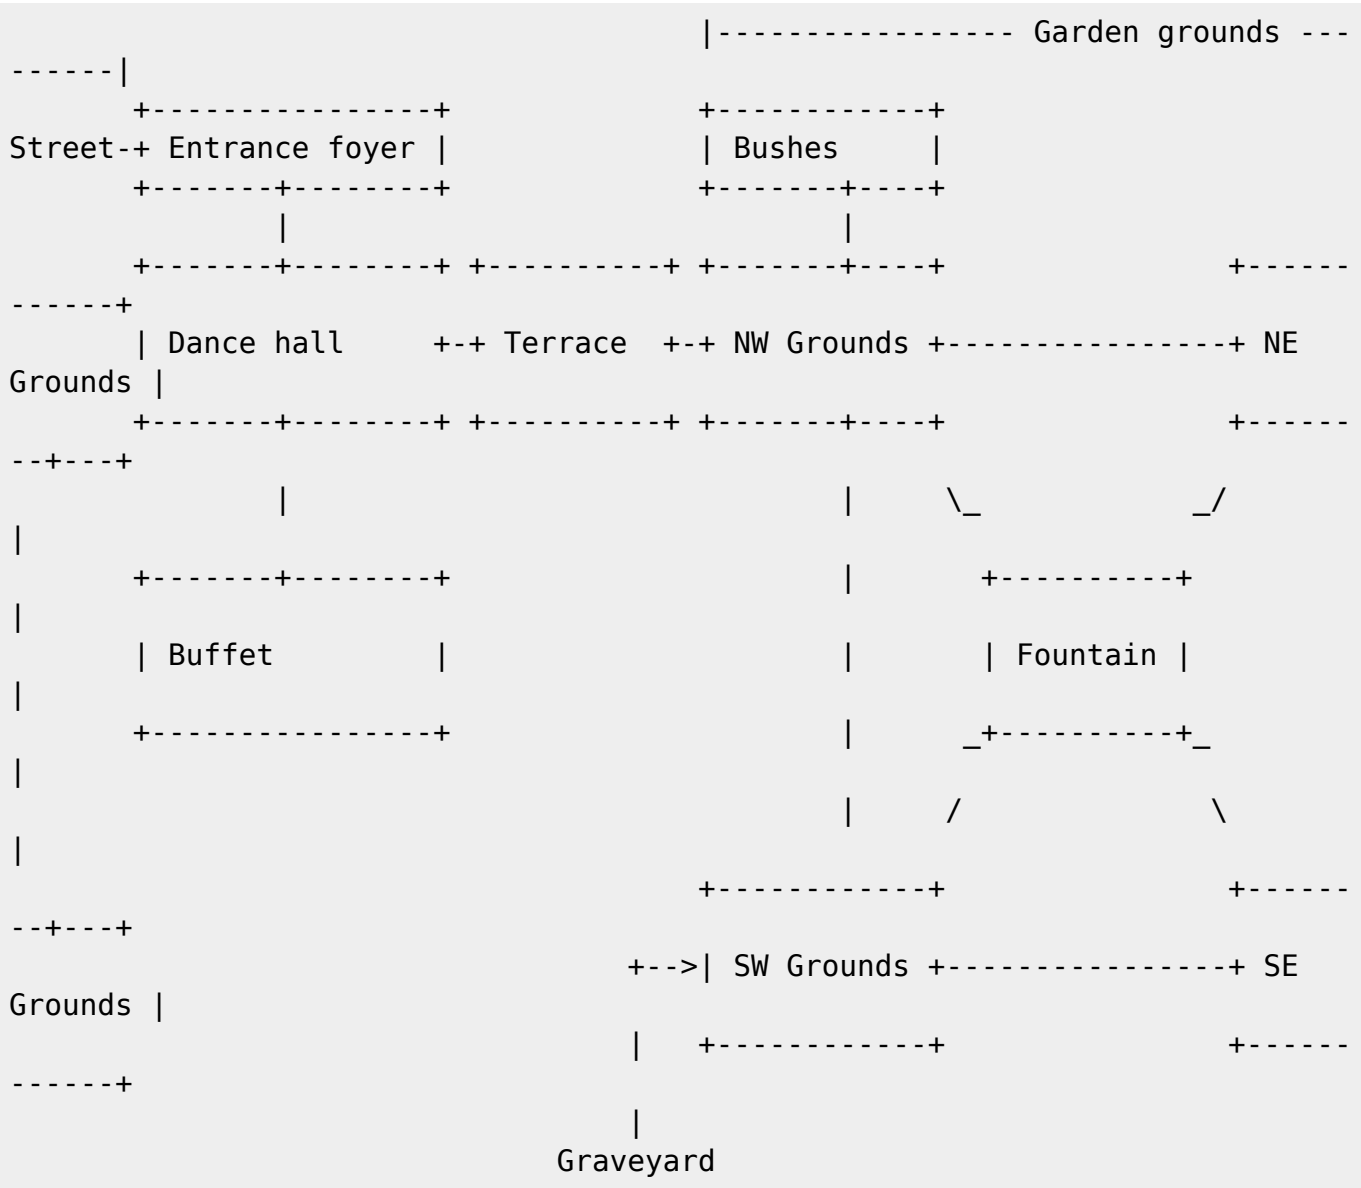 |----------------- Garden grounds ---
------|
       +----------------+              +------------+
Street-+ Entrance foyer |              | Bushes     |
       +-------+--------+              +-------+----+
               |                               |
       +-------+--------+ +----------+ +-------+----+                +------
------+
       | Dance hall     +-+ Terrace  +-+ NW Grounds +----------------+ NE
Grounds |
       +-------+--------+ +----------+ +-------+----+                +------
--+---+
               |                               |     \_            _/
|
       +-------+--------+                      |       +----------+
|
       | Buffet         |                      |       | Fountain |
|
       +----------------+                      |      _+----------+_
|
                                               |     /              \
|
                                       +------------+                +------
--+---+
                                   +-->| SW Grounds +----------------+ SE
Grounds |
                                   |   +------------+                +------
------+
                                   |
                               Graveyard